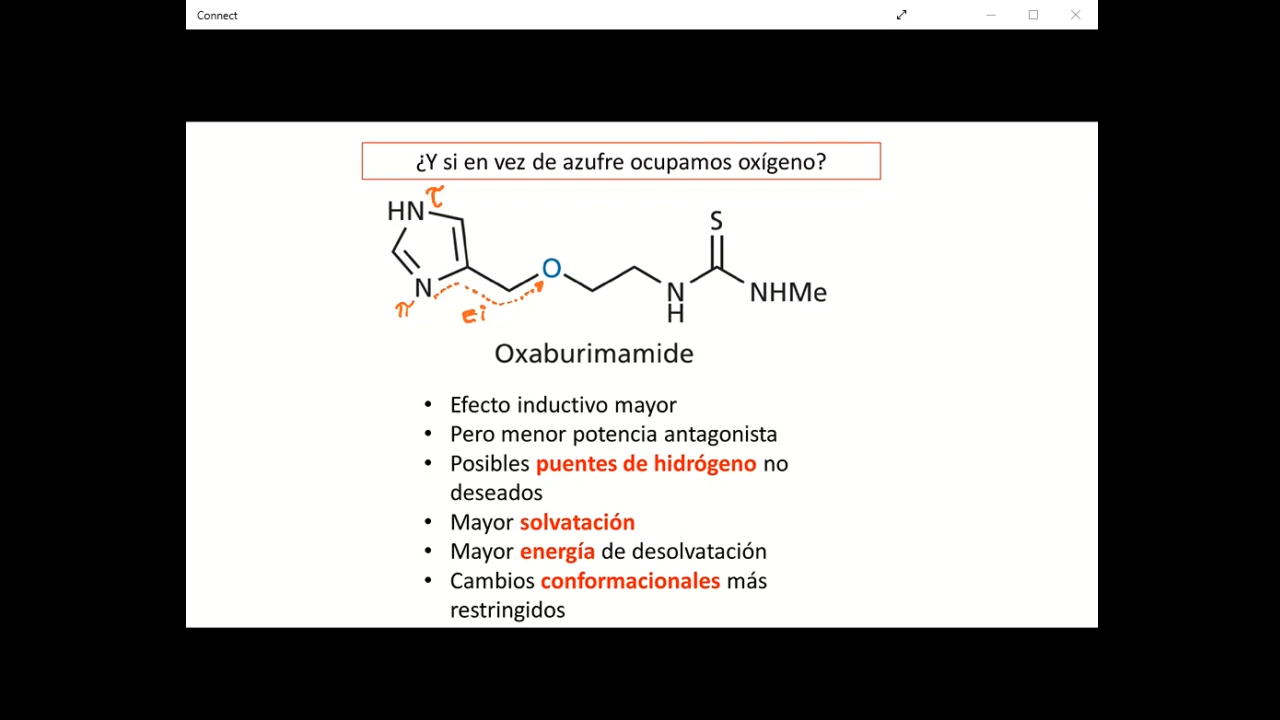 Connect
¿Y si en vez de azufre ocupamos oxígeno?
τ
HN
S
O
N
N
H
NHMe
π
ei
Oxaburimamide
• Efecto inductivo mayor
• Pero menor potencia antagonista
• Posibles puentes de hidrógeno no
deseados
• Mayor solvatación
• Mayor energía de desolvatación
• Cambios conformacionales más
restringidos